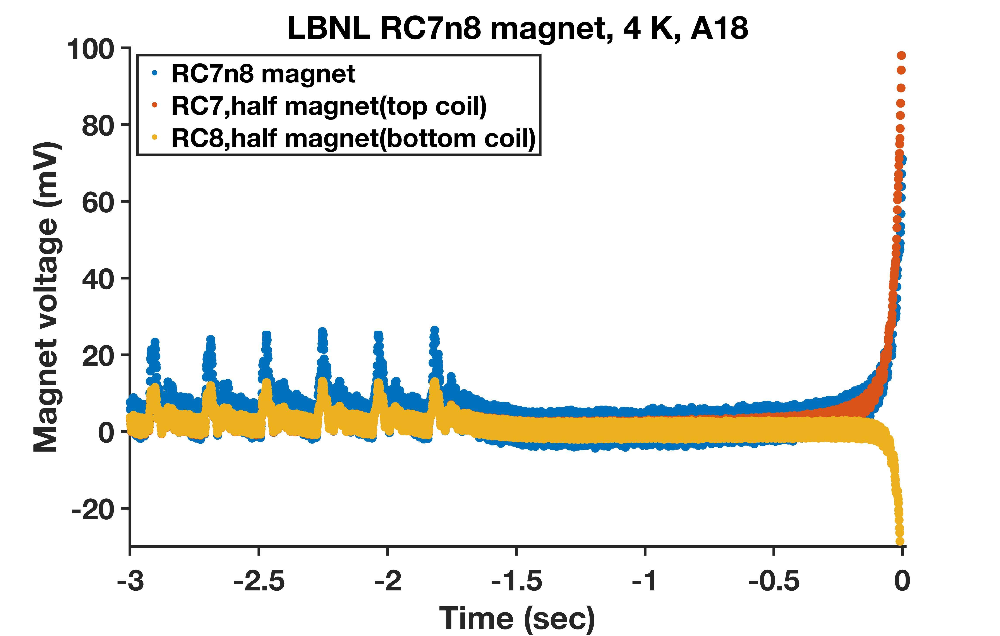 LBNL RC7n8 magnet, 4 K, A18
100
80
60
40
20
0
-20
Magnet voltage (mV)
RC7n8 magnet
RC7,half magnet(top coil)
RC8,half magnet(bottom coil)
-3
-2.5
-2
-1.5
-1
-0.5
0
Time (sec)